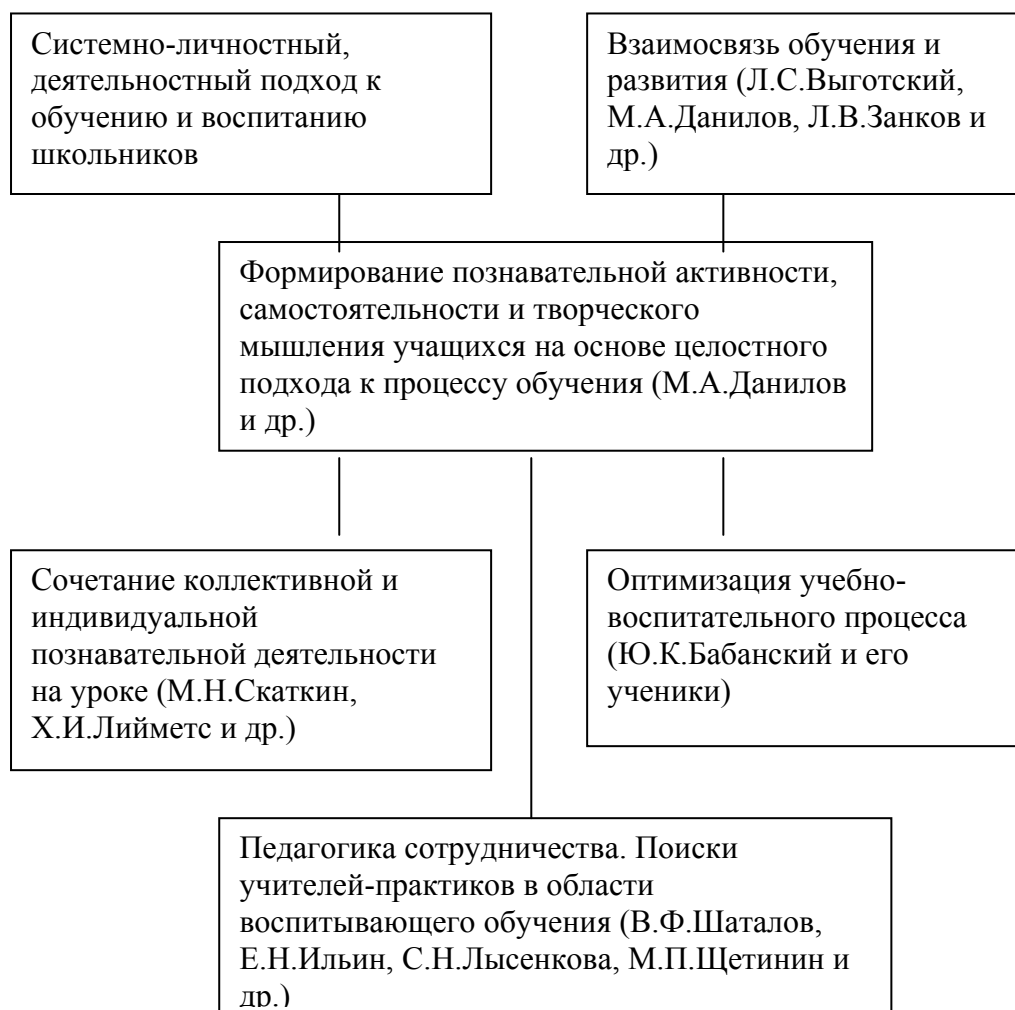 Системно-личностный,
деятельностный подход к
обучению и воспитанию
школьников
Взаимосвязь обучения и
развития (Л.С.Выготский,
М.А.Данилов, Л.В.Занков и
др.)
Формирование познавательной активности,
самостоятельности и творческого
мышления учащихся на основе целостного
подхода к процессу обучения (М.А.Данилов
и др.)
Сочетание коллективной и
индивидуальной
познавательной деятельности
на уроке (М.Н.Скаткин,
Х.И.Лийметс и др.)
Оптимизация учебно-
воспитательного процесса
(Ю.К.Бабанский и его
ученики)
Педагогика сотрудничества. Поиски
учителей-практиков в области
воспитывающего обучения (В.Ф.Шаталов,
Е.Н.Ильин, С.Н.Лысенкова, М.П.Щетинин и
др.)